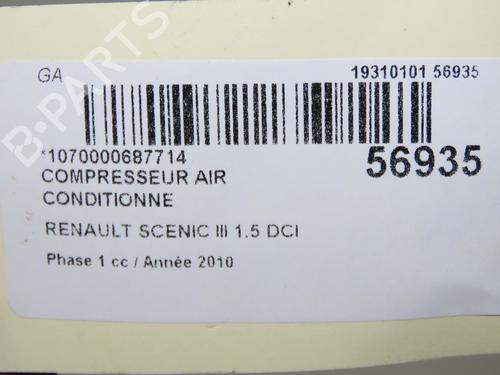 GA
19310101 56935
*1070000687714
56935
COMPRESSEUR AIR
CONDITIONNE
RENAULT SCENIC III 1.5 DCI
Phase 1 cc / Année 2010
B-PARTS